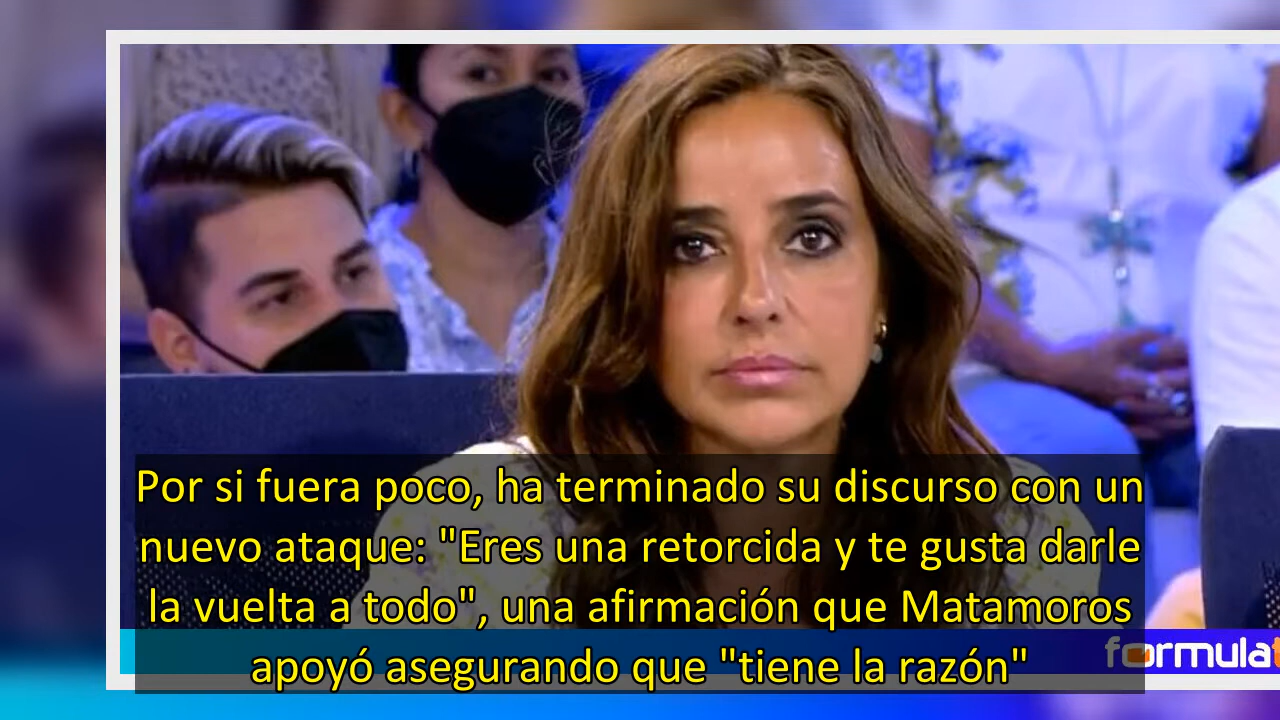 Por si fuera poco, ha terminado su discurso con un
nuevo ataque: "Eres una retorcida y te gusta darle
la vuelta a todo", una afirmación que Matamoros
apoyó asegurando que "tiene la razón"
formulat